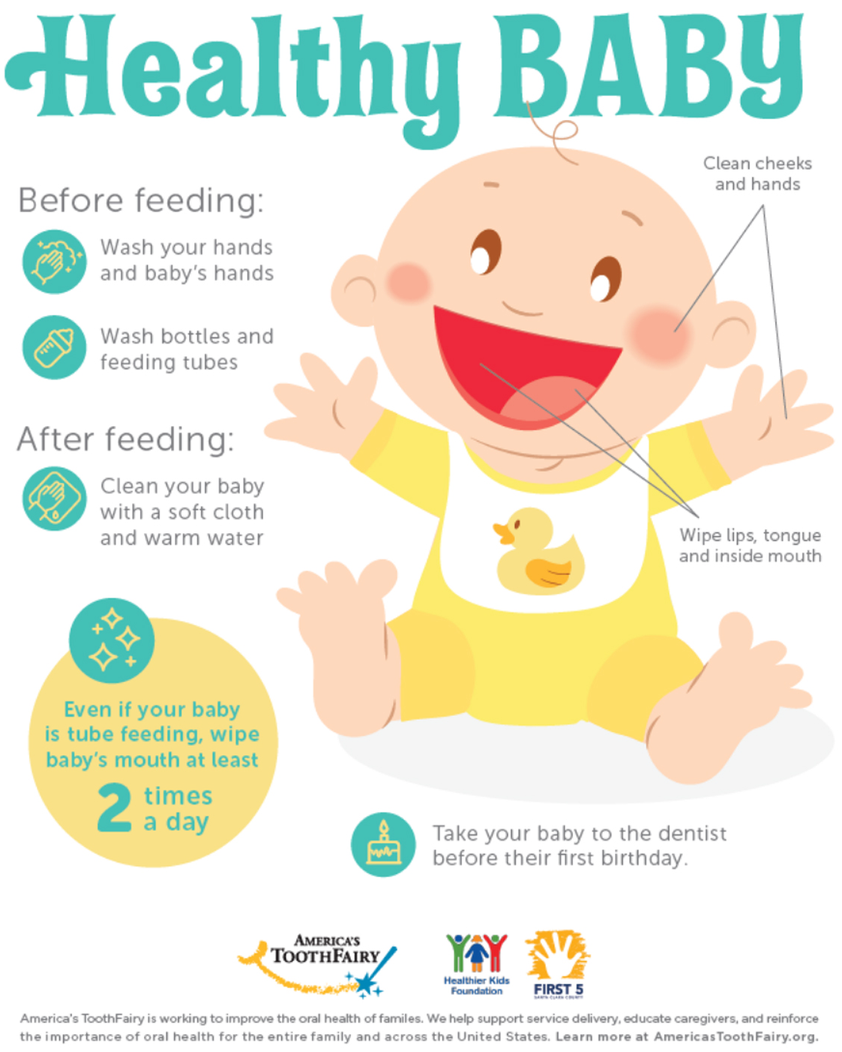 Healthy BABY
Clean cheeks
and hands
Before feeding:
Wash your hands
and baby's hands
Wash bottles and
feeding tubes
After feeding:
Clean your baby
with a soft cloth
and warm water
Wipe lips, tongue
and inside mouth
Even if your baby
is tube feeding, wipe
baby's mouth at least
2 times
a day
Take your baby to the dentist
before their first birthday.
AMERICA'S
TOOTHFAIRY
Healthier Kids
Foundation
FIRST 5
SANTA CLARA COUNTY
America's ToothFairy is working to improve the oral health of familes. We help support service delivery, educate caregivers, and reinforce
the importance of oral health for the entire family and across the United States. Learn more at AmericasToothFairy.org.